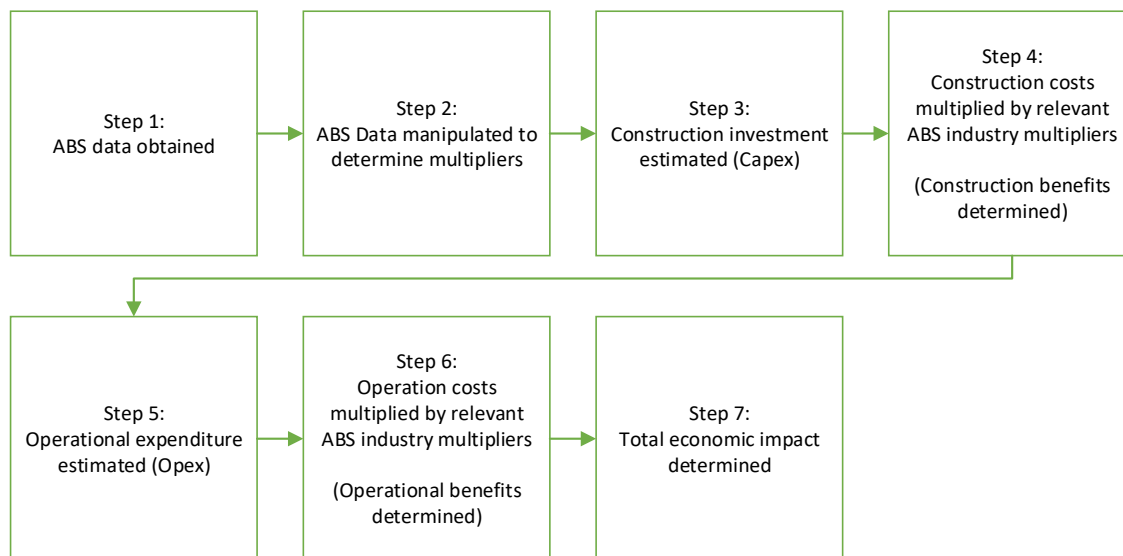 Step 1:
ABS data obtained
Step 2:
ABS Data manipulated to
determine multipliers
Step 3:
Construction investment
estimated (Capex)
Step 4:
Construction costs
multiplied by relevant
ABS industry multipliers
(Construction benefits
determined)
Step 5:
Operational expenditure
estimated (Opex)
Step 6:
Operation costs
multiplied by relevant
ABS industry multipliers
(Operational benefits
determined)
Step 7:
Total economic impact
determined